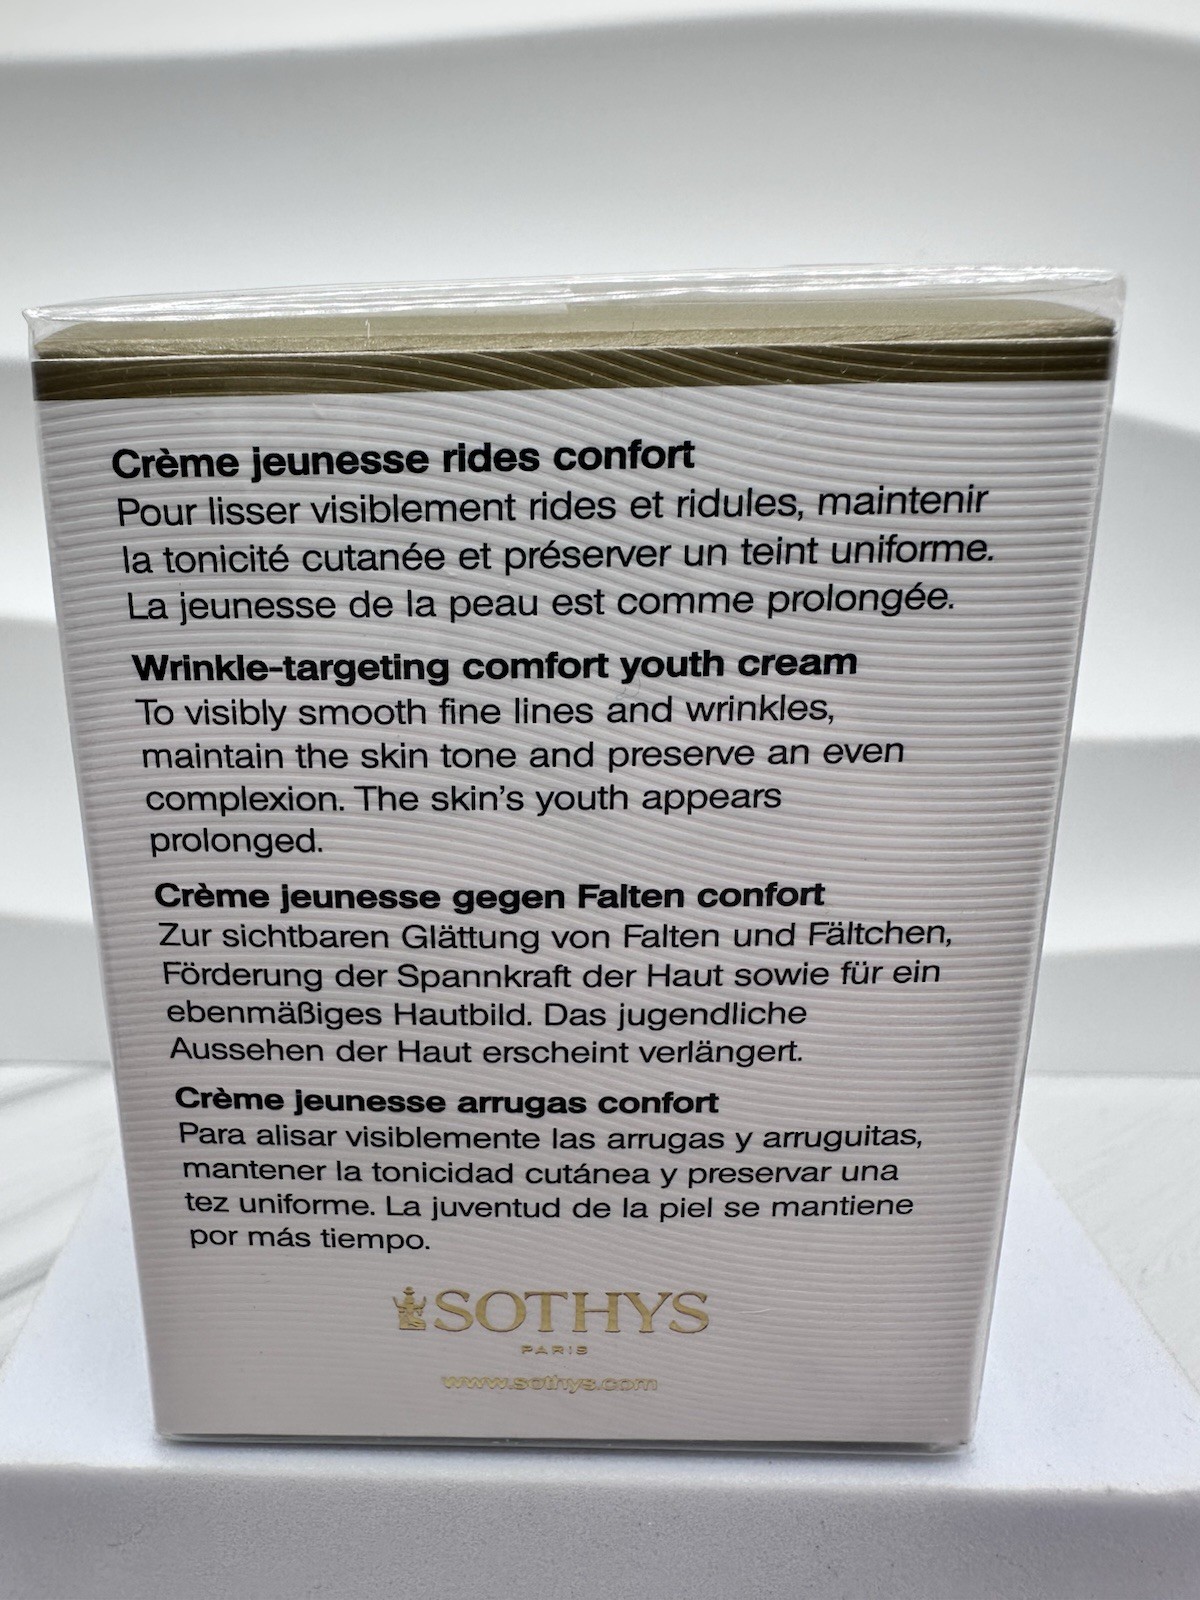 Crème jeunesse rides confort
Pour lisser visiblement rides et ridules, maintenir
la tonicité cutanée et préserver un teint uniforme.
La jeunesse de la peau est comme prolongée.
Wrinkle-targeting comfort youth cream
To visibly smooth fine lines and wrinkles,
maintain the skin tone and preserve an even
complexion. The skin's youth appears
prolonged.
Crème jeunesse gegen Falten confort
Zur sichtbaren Glättung von Falten und Fältchen,
Förderung der Spannkraft der Haut sowie für ein
ebenmäßiges Hautbild. Das jugendliche
Aussehen der Haut erscheint verlängert.
Crème jeunesse arrugas confort
Para alisar visiblemente las arrugas y arruguitas,
mantener la tonicidad cutánea y preservar una
tez uniforme. La juventud de la piel se mantiene
por más tiempo.
SOTHYS
PARIS
www.sothys.com